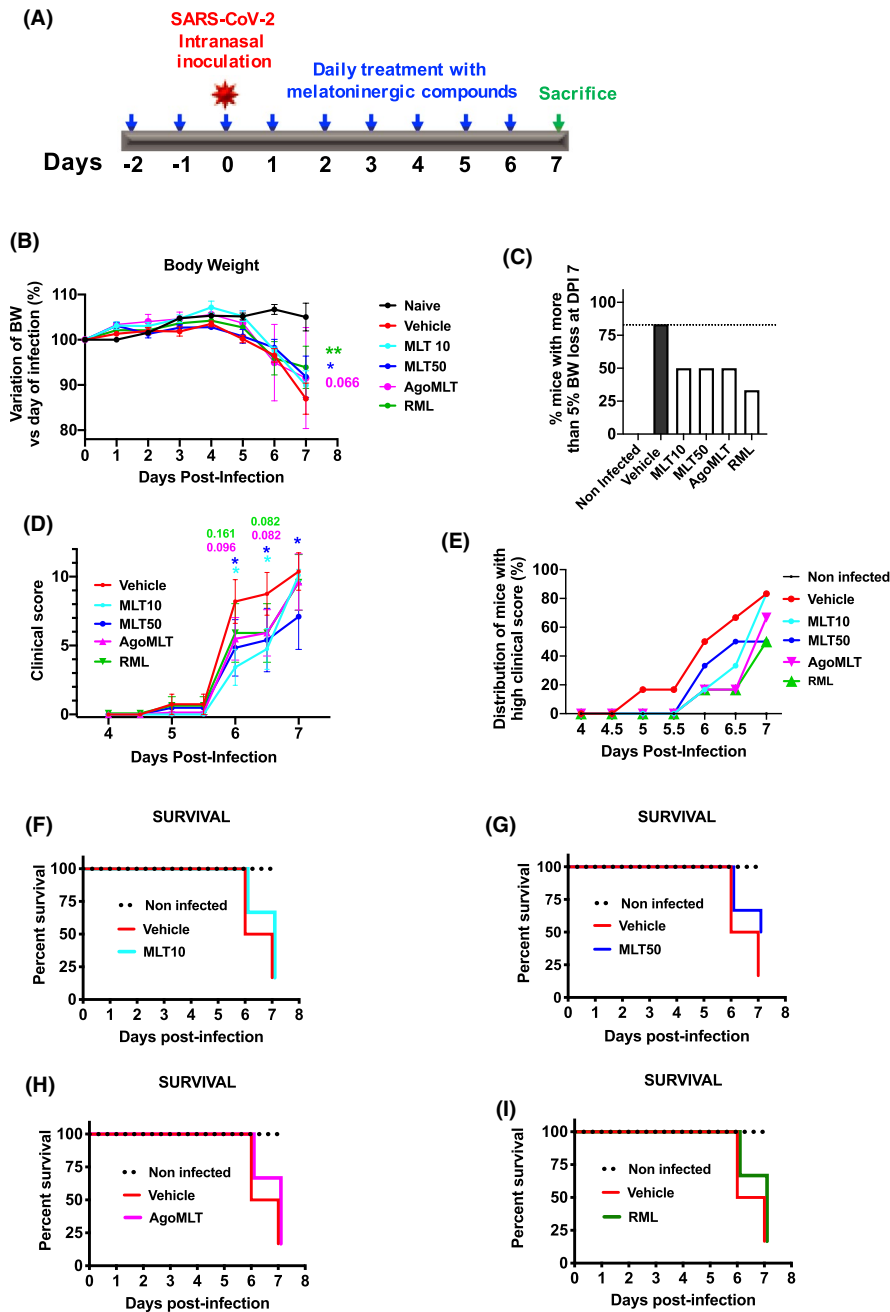 (A)
SARS-CoV-2
Intranasal
inoculation
Daily treatment with
melatoninergic compounds
Sacrifice
Days -2 -1 0 1 2 3 4 5 6 7
(B)
Body Weight
Variation of BW
vs day of infection (%)
110
100
90
80
0 1 2 3 4 5 6 7 8
Days Post-Infection
**
*
0.066
Naive
Vehicle
MLT 10
MLT50
AgoMLT
RML
(C)
% mice with more
than 5% BW loss at DPI 7
100
75
50
25
0
Non Infected
Vehicle
MLT10
MLT50
AgoMLT
RML
(D)
Clinical score
10
5
0
0.161
0.096
*
*
0.082
0.082
*
*
*
Vehicle
MLT10
MLT50
AgoMLT
RML
4 5 6 7
Days Post-Infection
(E)
Distribution of mice with
high clinical score (%)
100
80
60
40
20
0
4 4.5 5 5.5 6 6.5 7
Days Post-Infection
Non infected
Vehicle
MLT10
MLT50
AgoMLT
RML
(F)
SURVIVAL
Percent survival
100
75
50
25
0
Non infected
Vehicle
MLT10
0 1 2 3 4 5 6 7 8
Days post-infection
(G)
SURVIVAL
Percent survival
100
75
50
25
0
Non infected
Vehicle
MLT50
0 1 2 3 4 5 6 7 8
Days post-infection
(H)
SURVIVAL
Percent survival
100
75
50
25
0
Non infected
Vehicle
AgoMLT
0 1 2 3 4 5 6 7 8
Days post-infection
(I)
SURVIVAL
Percent survival
100
75
50
25
0
Non infected
Vehicle
RML
0 1 2 3 4 5 6 7 8
Days post-infection